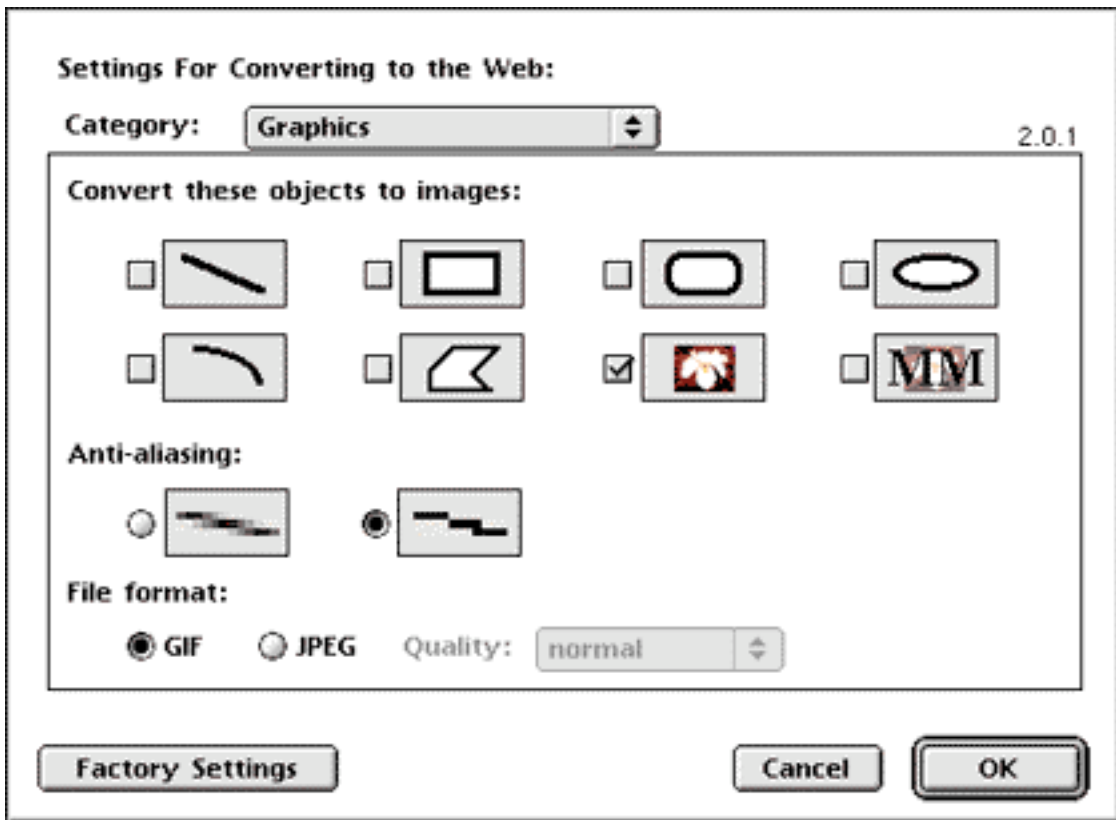 Settings For Converting to the Web:
Category: Graphics
2.0.1
Convert these objects to images:
MM
Anti-aliasing:
File format:
GIF JPEG Quality: normal
Factory Settings Cancel OK